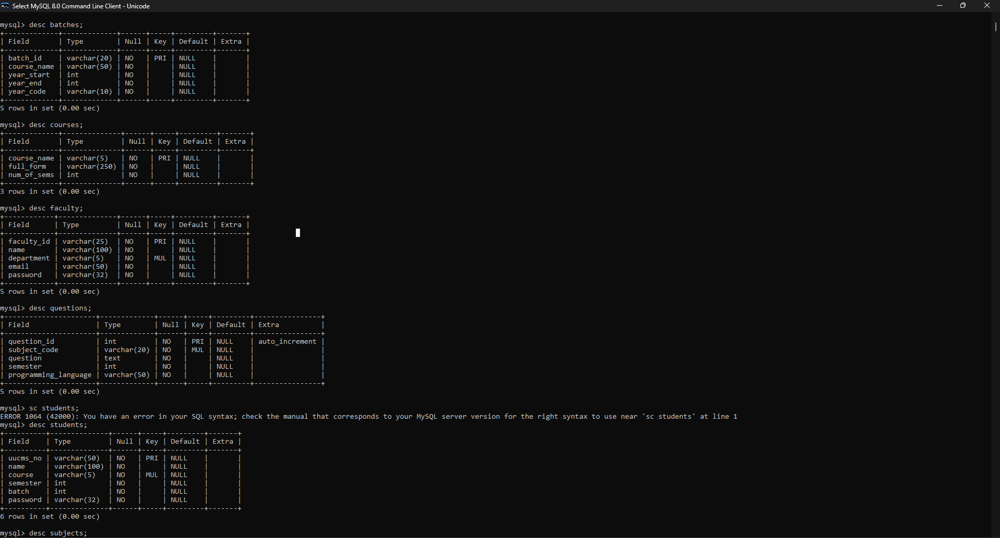 Select MySQL 8.0 Command Line Client - Unicode
mysql> desc batches;
+-------------+-------------+------+-----+---------+-------+
| Field       | Type        | Null | Key | Default | Extra |
+-------------+-------------+------+-----+---------+-------+
| batch_id    | varchar(20) | NO   | PRI | NULL    |       |
| course_name | varchar(50) | NO   |     | NULL    |       |
| year_start  | int         | NO   |     | NULL    |       |
| year_end    | int         | NO   |     | NULL    |       |
| year_code   | varchar(10) | NO   |     | NULL    |       |
+-------------+-------------+------+-----+---------+-------+
5 rows in set (0.00 sec)
mysql> desc courses;
+-------------+--------------+------+-----+---------+-------+
| Field       | Type         | Null | Key | Default | Extra |
+-------------+--------------+------+-----+---------+-------+
| course_name | varchar(5)   | NO   | PRI | NULL    |       |
| full_form   | varchar(250) | NO   |     | NULL    |       |
| num_of_sems | int          | NO   |     | NULL    |       |
+-------------+--------------+------+-----+---------+-------+
3 rows in set (0.00 sec)
mysql> desc faculty;
+------------+--------------+------+-----+---------+-------+
| Field      | Type         | Null | Key | Default | Extra |
+------------+--------------+------+-----+---------+-------+
| faculty_id | varchar(25)  | NO   | PRI | NULL    |       |
| name       | varchar(100) | NO   |     | NULL    |       |
| department | varchar(5)   | NO   | MUL | NULL    |       |
| email      | varchar(50)  | NO   |     | NULL    |       |
| password   | varchar(32)  | NO   |     | NULL    |       |
+------------+--------------+------+-----+---------+-------+
5 rows in set (0.00 sec)
mysql> desc questions;
+----------------------+-------------+------+-----+---------+----------------+
| Field                | Type        | Null | Key | Default | Extra          |
+----------------------+-------------+------+-----+---------+----------------+
| question_id          | int         | NO   | PRI | NULL    | auto_increment |
| subject_code         | varchar(20) | NO   | MUL | NULL    |                |
| question             | text        | NO   |     | NULL    |                |
| semester             | int         | NO   |     | NULL    |                |
| programming_language | varchar(50) | NO   |     | NULL    |                |
+----------------------+-------------+------+-----+---------+----------------+
5 rows in set (0.00 sec)
mysql> sc students;
ERROR 1064 (42000): You have an error in your SQL syntax; check the manual that corresponds to your MySQL server version for the right syntax to use near 'sc students' at line 1
mysql> desc students;
+----------+--------------+------+-----+---------+-------+
| Field    | Type         | Null | Key | Default | Extra |
+----------+--------------+------+-----+---------+-------+
| uucms_no | varchar(50)  | NO   | PRI | NULL    |       |
| name     | varchar(100) | NO   |     | NULL    |       |
| course   | varchar(5)   | NO   | MUL | NULL    |       |
| semester | int          | NO   |     | NULL    |       |
| batch    | int          | NO   |     | NULL    |       |
| password | varchar(32)  | NO   |     | NULL    |       |
+----------+--------------+------+-----+---------+-------+
6 rows in set (0.00 sec)
mysql> desc subjects;